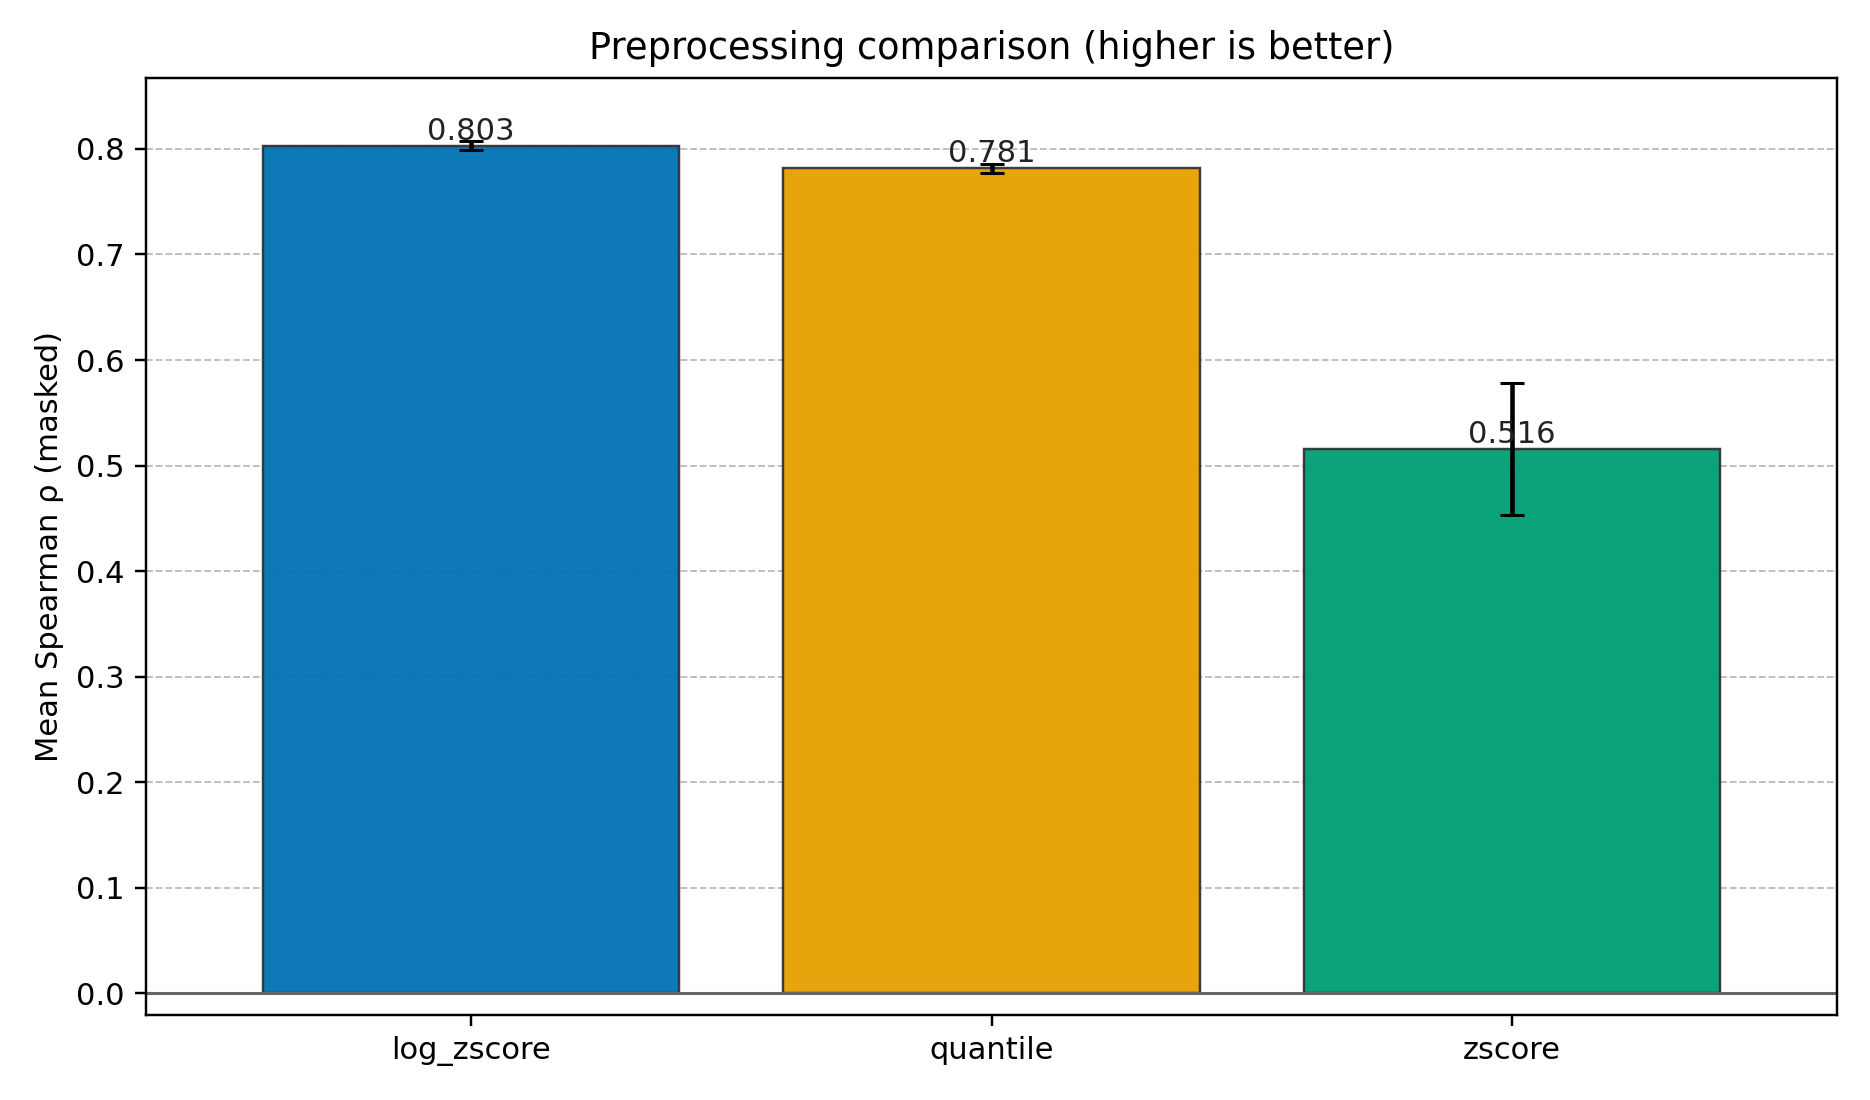 Preprocessing comparison (higher is better)
Mean Spearman ρ (masked)
0.8
0.7
0.6
0.5
0.4
0.3
0.2
0.1
0.0
0.803
0.781
0.516
log_zscore
quantile
zscore